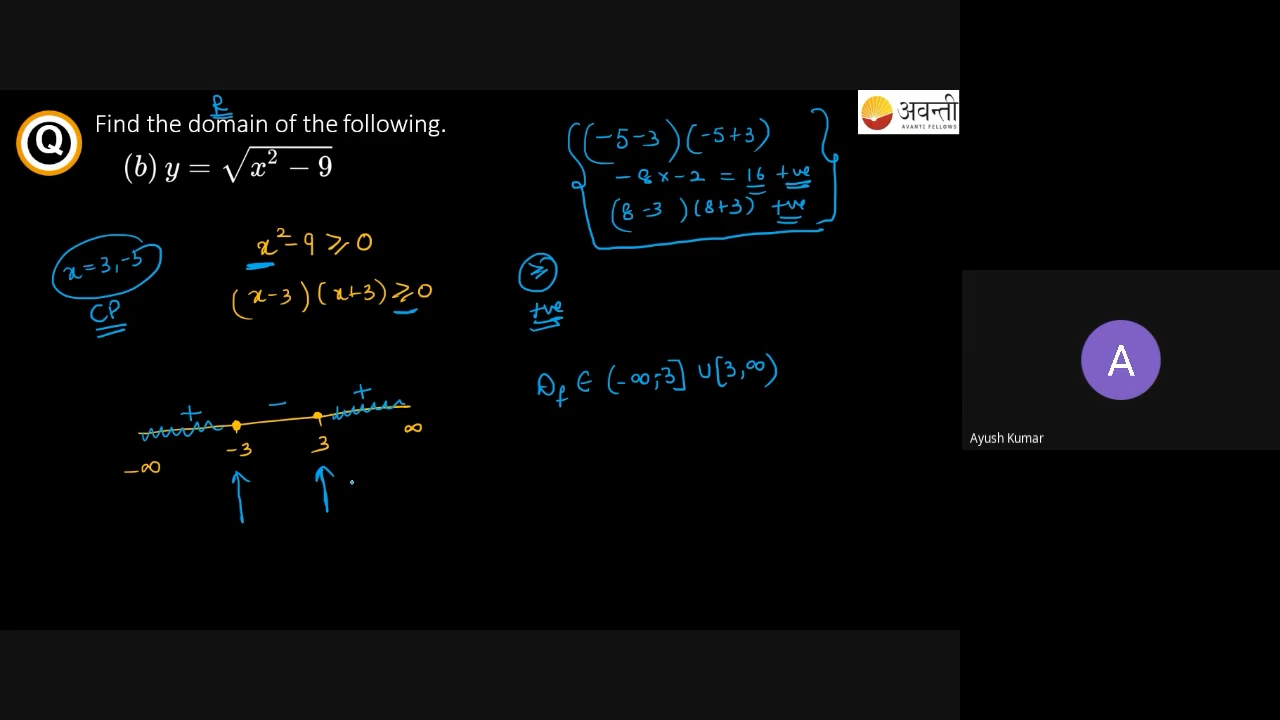 R
Q
Find the domain of the following.
(b) y = √(x² − 9)
अवन्ती
AVANTI FELLOWS
(-5-3)(-5+3)
-8x-2 = 16 +ve
(8-3)(8+3) +ve
x=3,-5
CP
x²-9 ≥ 0
(x-3)(x+3) ≥ 0
≥
+ve
D_f ∈ (-∞,-3] ∪ [3,∞)
+ - +
-∞ -3 3 ∞
A
Ayush Kumar